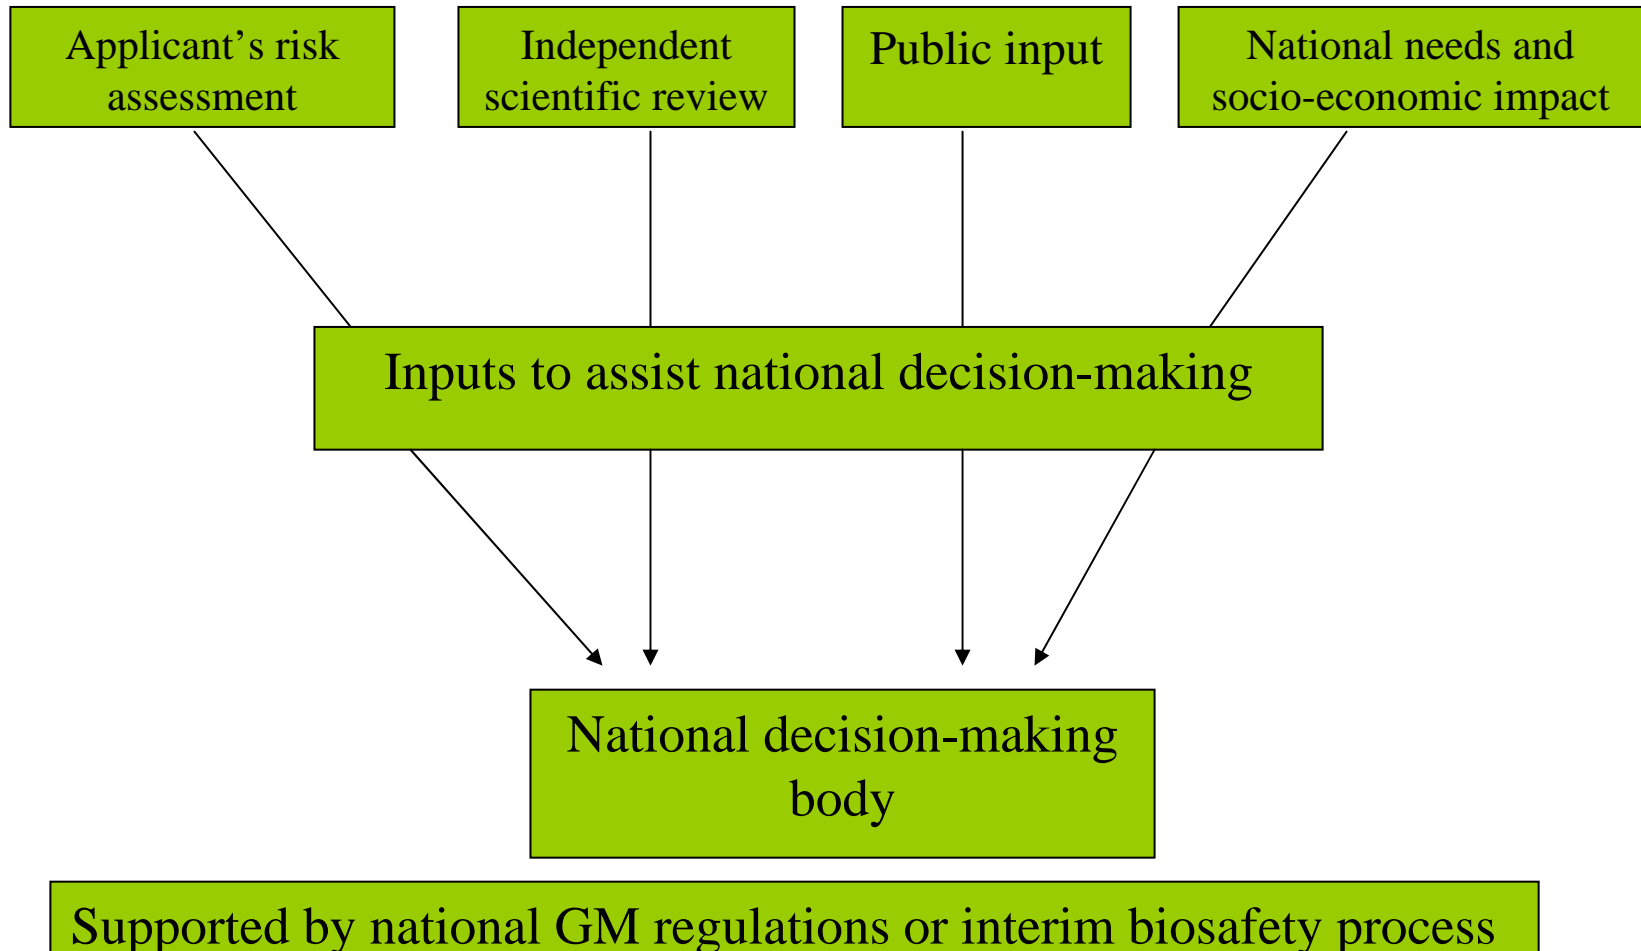 Applicant’s risk
assessment
Independent
scientific review
Public input
National needs and
socio-economic impact
Inputs to assist national decision-making
National decision-making
body
Supported by national GM regulations or interim biosafety process